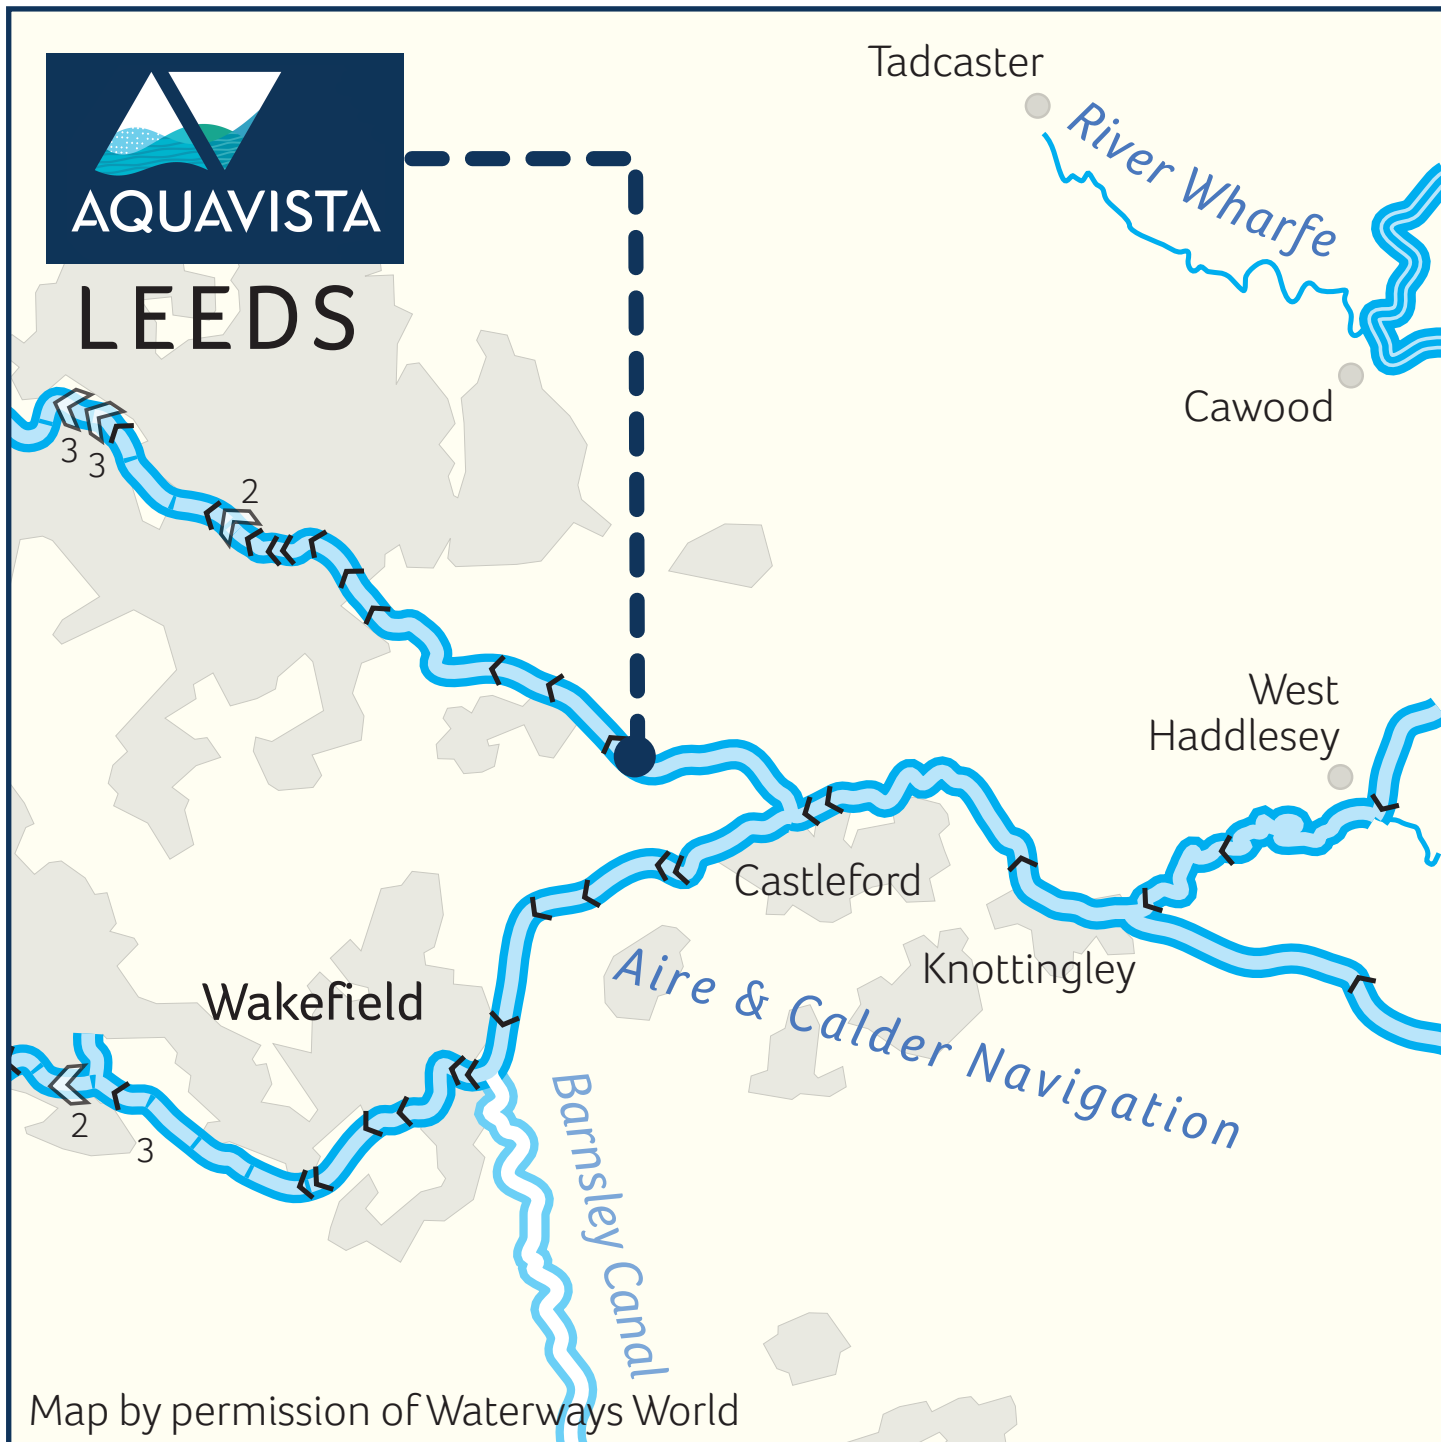 AQUAVISTA
LEEDS
Tadcaster
River Wharfe
Cawood
3
3
2
West
Haddlesey
Castleford
Knottingley
Aire & Calder Navigation
Wakefield
2
3
Barnsley Canal
Map by permission of Waterways World